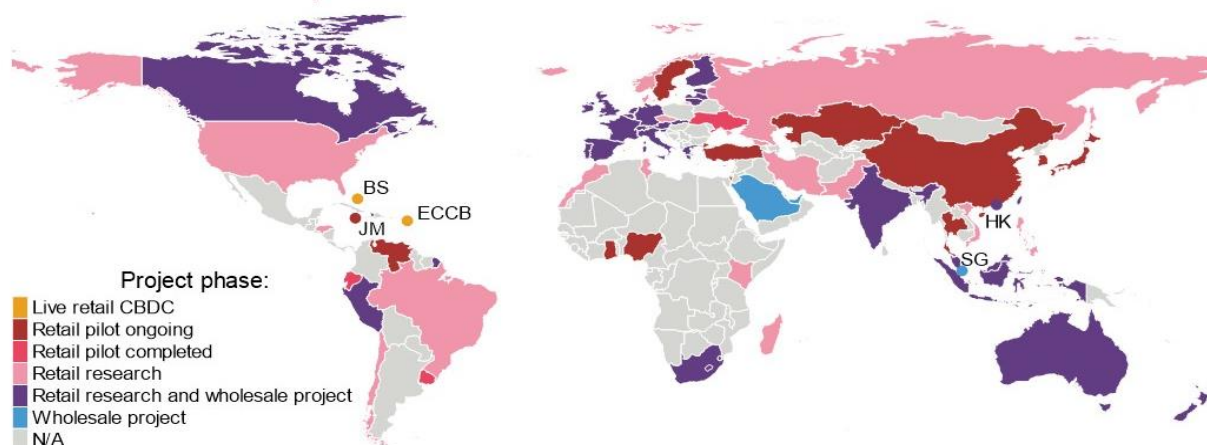 BS
ECCB
JM
HK
SG
Project phase:
Live retail CBDC
Retail pilot ongoing
Retail pilot completed
Retail research
Retail research and wholesale project
Wholesale project
N/A